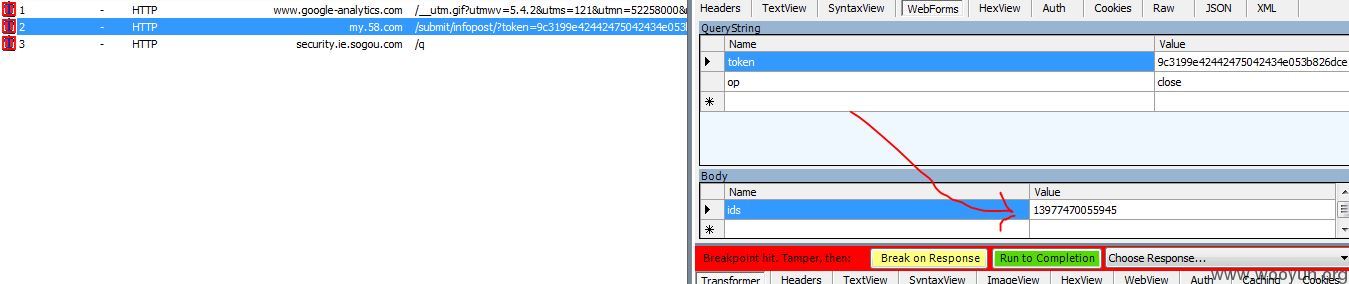 1 - HTTP www.google-analytics.com /__utm.gif?utmwv=5.4.2&utms=121&utmn=52258000&
2 - HTTP my.58.com /submit/infopost/?token=9c3199e42442475042434e053
3 - HTTP security.ie.sogou.com /q
Headers TextView SyntaxView WebForms HexView Auth Cookies Raw JSON XML
QueryString
Name Value
token 9c3199e42442475042434e053b826dce
op close
Body
Name Value
ids 13977470055945
Breakpoint hit. Tamper, then: Break on Response Run to Completion Choose Response...
www.wooyun.org
Transformer Headers TextView SyntaxView ImageView HexView WebView Auth Caching Cookies